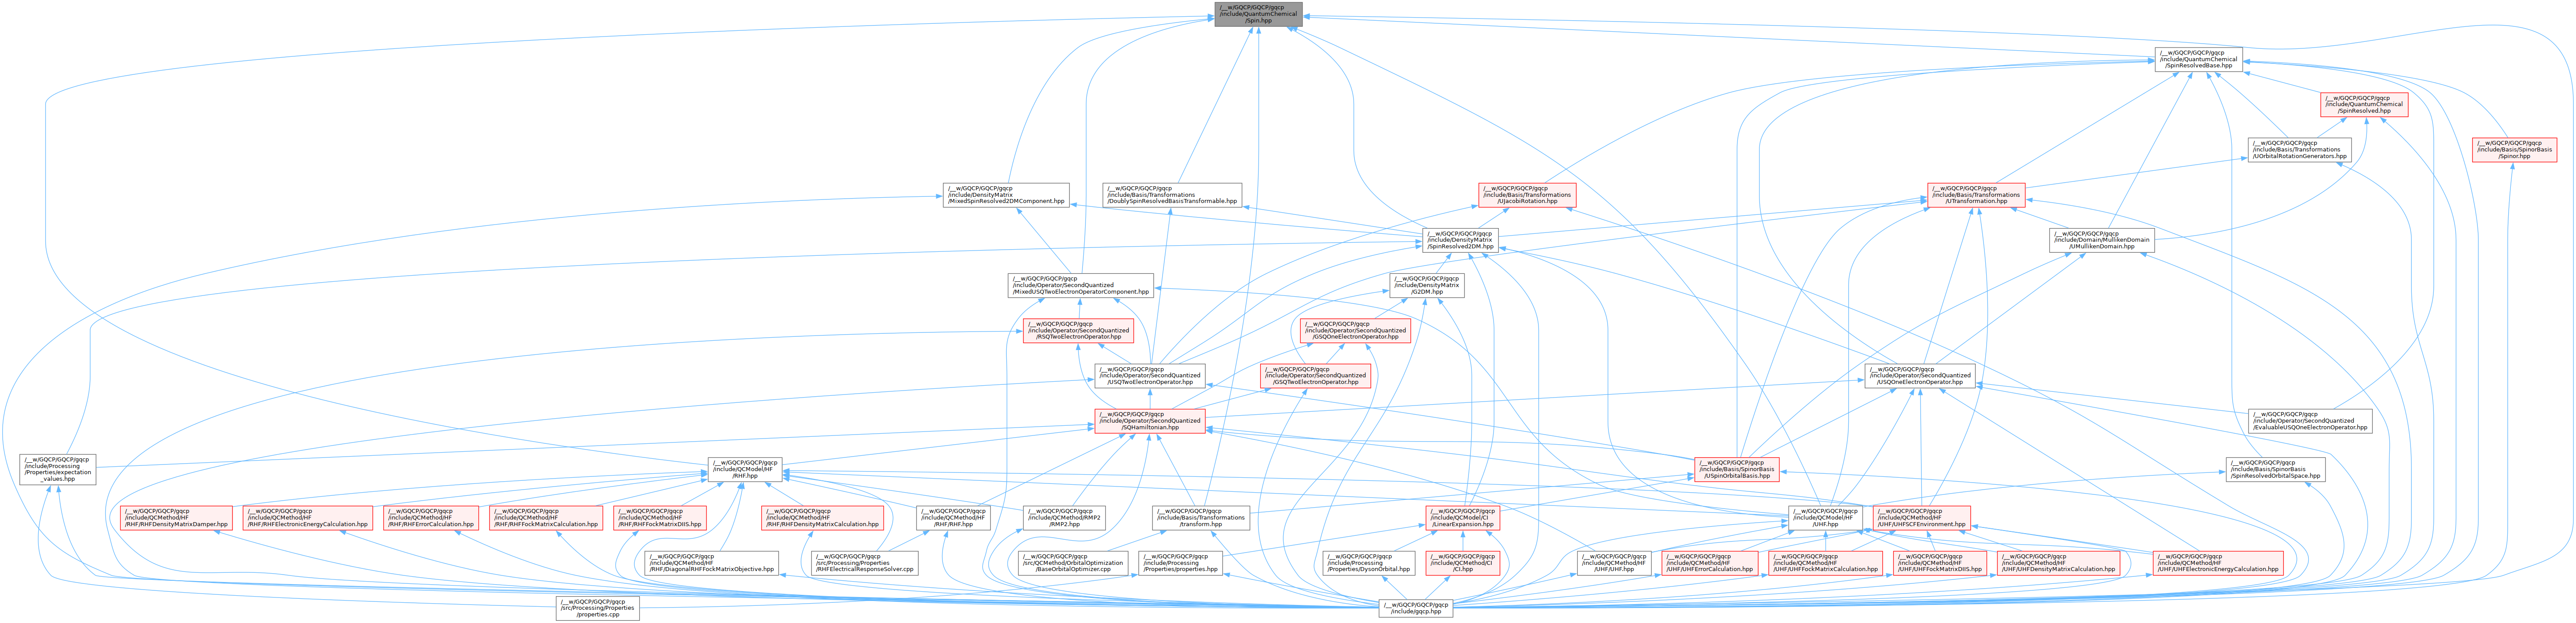 /__w/GQCP/GQCP/gqcp
/include/QuantumChemical
/Spin.hpp
/__w/GQCP/GQCP/gqcp
/include/QuantumChemical
/SpinResolvedBase.hpp
/__w/GQCP/GQCP/gqcp
/include/QuantumChemical
/SpinResolved.hpp
/__w/GQCP/GQCP/gqcp
/include/Basis/Transformations
/UOrbitalRotationGenerators.hpp
/__w/GQCP/GQCP/gqcp
/include/Basis/SpinorBasis
/Spinor.hpp
/__w/GQCP/GQCP/gqcp
/include/DensityMatrix
/MixedSpinResolved2DMComponent.hpp
/__w/GQCP/GQCP/gqcp
/include/Basis/Transformations
/DoublySpinResolvedBasisTransformable.hpp
/__w/GQCP/GQCP/gqcp
/include/Basis/Transformations
/UJacobiRotation.hpp
/__w/GQCP/GQCP/gqcp
/include/Basis/Transformations
/UTransformation.hpp
/__w/GQCP/GQCP/gqcp
/include/DensityMatrix
/SpinResolved2DM.hpp
/__w/GQCP/GQCP/gqcp
/include/Domain/MullikenDomain
/UMullikenDomain.hpp
/__w/GQCP/GQCP/gqcp
/include/Operator/SecondQuantized
/MixedUSQTwoElectronOperatorComponent.hpp
/__w/GQCP/GQCP/gqcp
/include/DensityMatrix
/G2DM.hpp
/__w/GQCP/GQCP/gqcp
/include/Operator/SecondQuantized
/RSQTwoElectronOperator.hpp
/__w/GQCP/GQCP/gqcp
/include/Operator/SecondQuantized
/GSQOneElectronOperator.hpp
/__w/GQCP/GQCP/gqcp
/include/Operator/SecondQuantized
/USQTwoElectronOperator.hpp
/__w/GQCP/GQCP/gqcp
/include/Operator/SecondQuantized
/GSQTwoElectronOperator.hpp
/__w/GQCP/GQCP/gqcp
/include/Operator/SecondQuantized
/USQOneElectronOperator.hpp
/__w/GQCP/GQCP/gqcp
/include/Operator/SecondQuantized
/SQHamiltonian.hpp
/__w/GQCP/GQCP/gqcp
/include/Operator/SecondQuantized
/EvaluableUSQOneElectronOperator.hpp
/__w/GQCP/GQCP/gqcp
/include/Processing
/Properties/expectation
_values.hpp
/__w/GQCP/GQCP/gqcp
/include/QCModel/HF
/RHF.hpp
/__w/GQCP/GQCP/gqcp
/include/Basis/SpinorBasis
/USpinOrbitalBasis.hpp
/__w/GQCP/GQCP/gqcp
/include/Basis/SpinorBasis
/SpinResolvedOrbitalSpace.hpp
/__w/GQCP/GQCP/gqcp
/include/QCMethod/HF
/RHF/RHFDensityMatrixDamper.hpp
/__w/GQCP/GQCP/gqcp
/include/QCMethod/HF
/RHF/RHFElectronicEnergyCalculation.hpp
/__w/GQCP/GQCP/gqcp
/include/QCMethod/HF
/RHF/RHFErrorCalculation.hpp
/__w/GQCP/GQCP/gqcp
/include/QCMethod/HF
/RHF/RHFFockMatrixCalculation.hpp
/__w/GQCP/GQCP/gqcp
/include/QCMethod/HF
/RHF/RHFFockMatrixDIIS.hpp
/__w/GQCP/GQCP/gqcp
/include/QCMethod/HF
/RHF/RHFDensityMatrixCalculation.hpp
/__w/GQCP/GQCP/gqcp
/include/QCMethod/HF
/RHF/RHF.hpp
/__w/GQCP/GQCP/gqcp
/include/QCMethod/RMP2
/RMP2.hpp
/__w/GQCP/GQCP/gqcp
/include/Basis/Transformations
/transform.hpp
/__w/GQCP/GQCP/gqcp
/include/QCModel/CI
/LinearExpansion.hpp
/__w/GQCP/GQCP/gqcp
/include/QCModel/HF
/UHF.hpp
/__w/GQCP/GQCP/gqcp
/include/QCMethod/HF
/UHF/UHFSCFEnvironment.hpp
/__w/GQCP/GQCP/gqcp
/include/QCMethod/HF
/RHF/DiagonalRHFFockMatrixObjective.hpp
/__w/GQCP/GQCP/gqcp
/src/Processing/Properties
/RHFElectricalResponseSolver.cpp
/__w/GQCP/GQCP/gqcp
/src/QCMethod/OrbitalOptimization
/BaseOrbitalOptimizer.cpp
/__w/GQCP/GQCP/gqcp
/include/Processing
/Properties/properties.hpp
/__w/GQCP/GQCP/gqcp
/include/Processing
/Properties/DysonOrbital.hpp
/__w/GQCP/GQCP/gqcp
/include/QCMethod/CI
/CI.hpp
/__w/GQCP/GQCP/gqcp
/include/QCMethod/HF
/UHF/UHF.hpp
/__w/GQCP/GQCP/gqcp
/include/QCMethod/HF
/UHF/UHFErrorCalculation.hpp
/__w/GQCP/GQCP/gqcp
/include/QCMethod/HF
/UHF/UHFFockMatrixCalculation.hpp
/__w/GQCP/GQCP/gqcp
/include/QCMethod/HF
/UHF/UHFFockMatrixDIIS.hpp
/__w/GQCP/GQCP/gqcp
/include/QCMethod/HF
/UHF/UHFDensityMatrixCalculation.hpp
/__w/GQCP/GQCP/gqcp
/include/QCMethod/HF
/UHF/UHFElectronicEnergyCalculation.hpp
/__w/GQCP/GQCP/gqcp
/src/Processing/Properties
/properties.cpp
/__w/GQCP/GQCP/gqcp
/include/gqcp.hpp